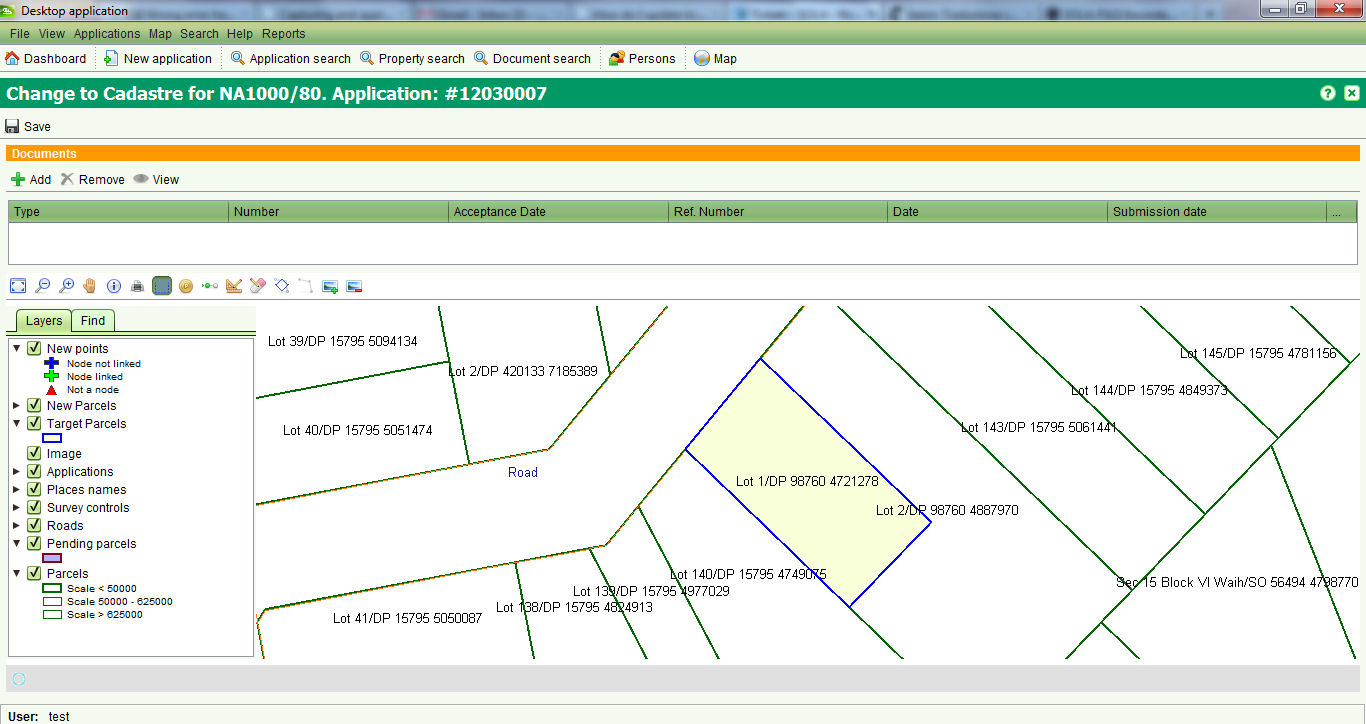 Desktop application
File View Applications Map Search Help Reports
Dashboard New application Application search Property search Document search Persons Map
Change to Cadastre for NA1000/80. Application: #12030007
Save
Documents
Add Remove View
Type Number Acceptance Date Ref. Number Date Submission date ...
Layers Find
New points
Node not linked
Node linked
Not a node
New Parcels
Target Parcels
Image
Applications
Places names
Survey controls
Roads
Pending parcels
Parcels
Scale < 50000
Scale 50000 - 625000
Scale > 625000
Lot 39/DP 15795 5094134
Lot 145/DP 15795 4781156
Lot 2/DP 420133 7185389
Lot 144/DP 15795 4849373
Lot 40/DP 15795 5051474
Lot 143/DP 15795 5061441
Road
Lot 1/DP 98760 4721278
Lot 2/DP 98760 4887970
Lot 140/DP 15795 4749075
Sec 15 Block VI Waih/SO 56494 4798770
Lot 139/DP 15795 4977029
Lot 138/DP 15795 4824913
Lot 41/DP 15795 5050087
User: test